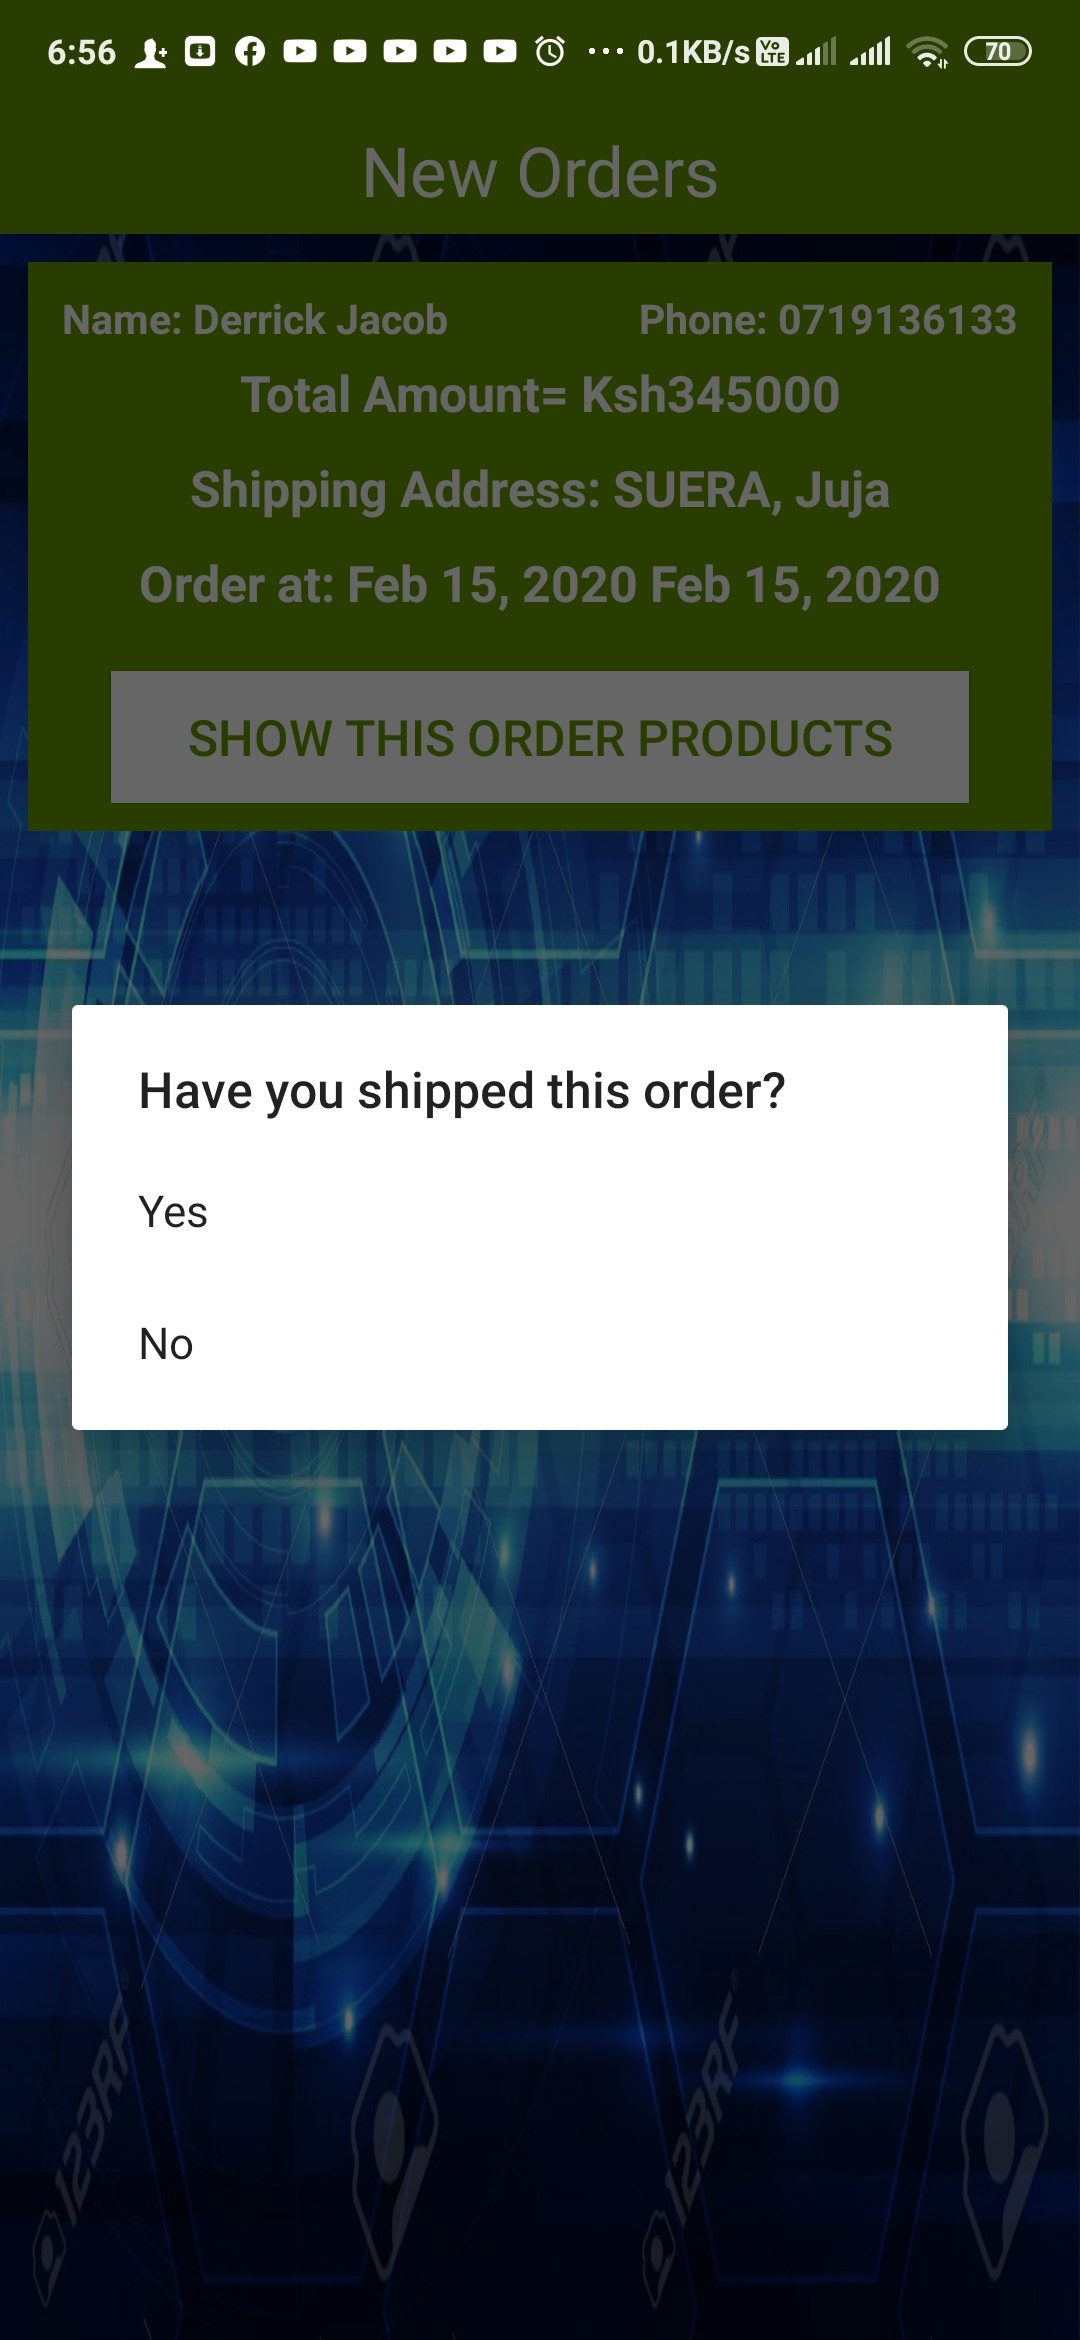 6:56 0.1KB/s Vo LTE 70
New Orders
Name: Derrick Jacob Phone: 0719136133
Total Amount= Ksh345000
Shipping Address: SUERA, Juja
Order at: Feb 15, 2020 Feb 15, 2020
SHOW THIS ORDER PRODUCTS
Have you shipped this order?
Yes
No
123RF 123RF